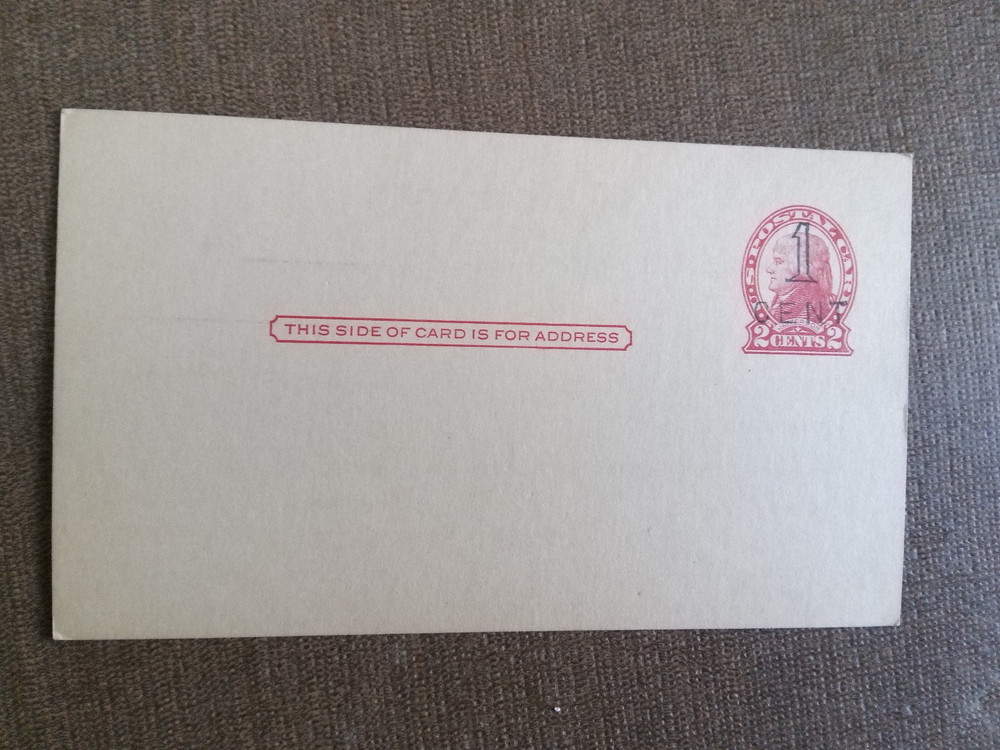 U.S. POSTAL CARD
1
CENT
2 CENTS 2
THIS SIDE OF CARD IS FOR ADDRESS